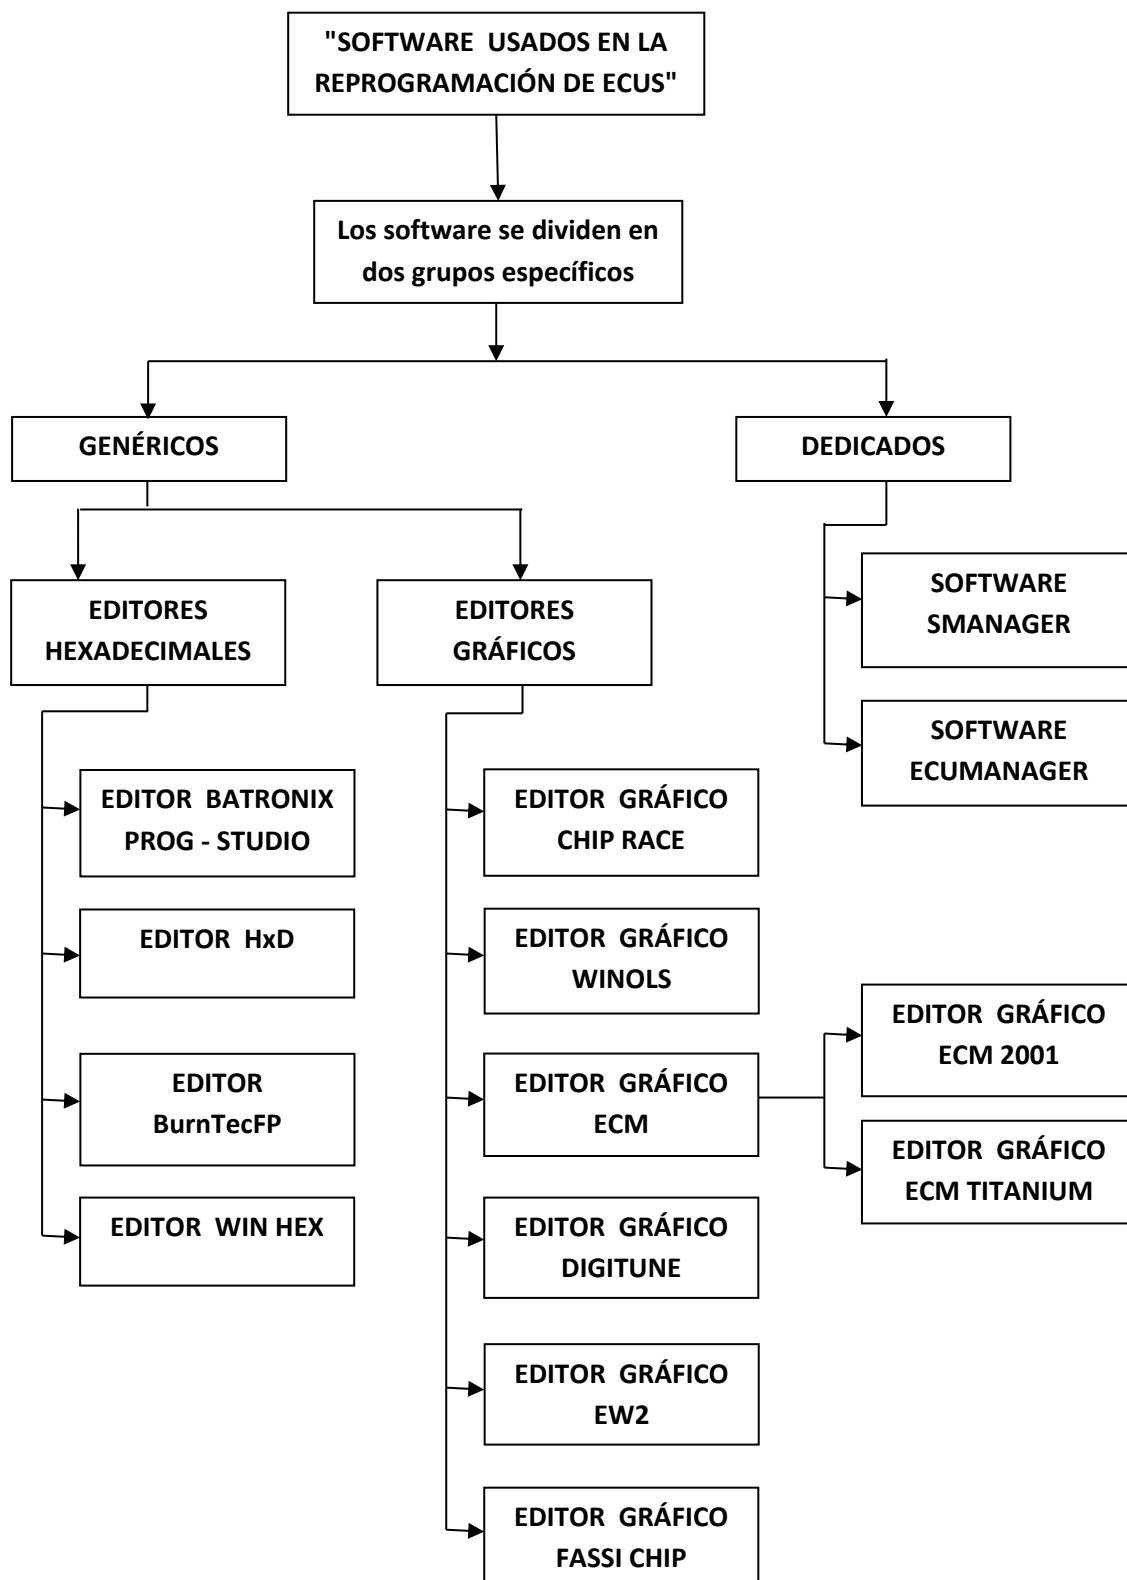 "SOFTWARE  USADOS EN LA
REPROGRAMACIÓN DE ECUS"
Los software se dividen en
dos grupos específicos
GENÉRICOS
DEDICADOS
EDITORES
HEXADECIMALES
EDITORES
GRÁFICOS
SOFTWARE
SMANAGER
SOFTWARE
ECUMANAGER
EDITOR  BATRONIX
PROG - STUDIO
EDITOR  HxD
EDITOR
BurnTecFP
EDITOR  WIN HEX
EDITOR  GRÁFICO
CHIP RACE
EDITOR  GRÁFICO
WINOLS
EDITOR  GRÁFICO
ECM
EDITOR  GRÁFICO
ECM 2001
EDITOR  GRÁFICO
ECM TITANIUM
EDITOR  GRÁFICO
DIGITUNE
EDITOR  GRÁFICO
EW2
EDITOR  GRÁFICO
FASSI CHIP